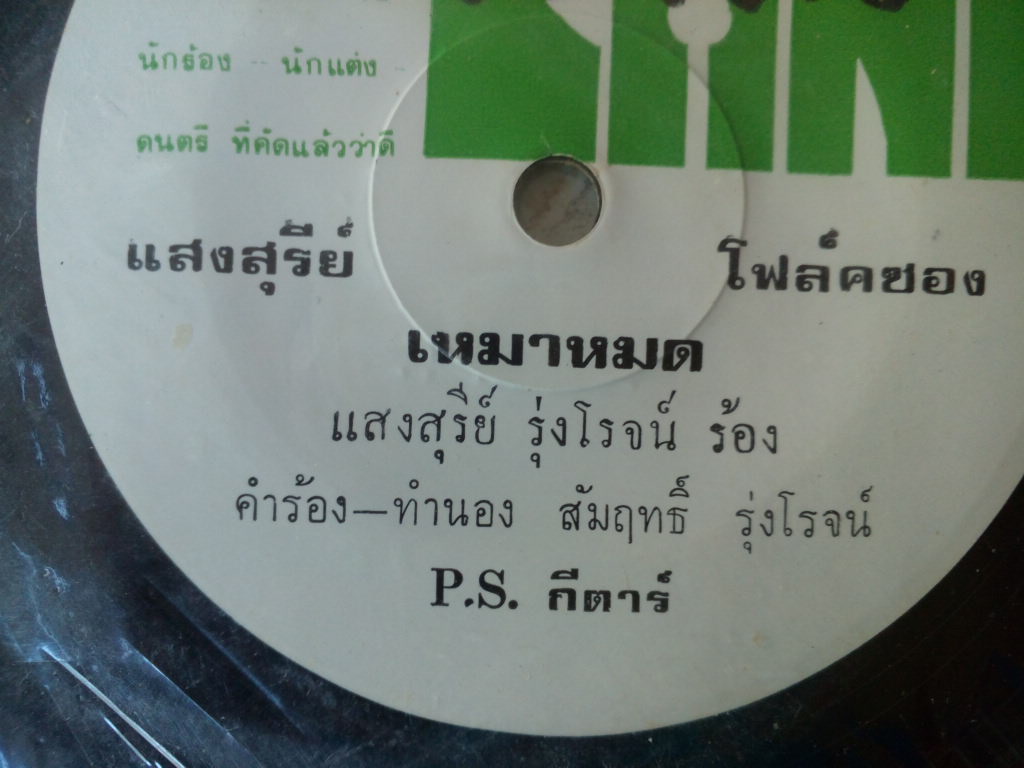 นักร้อง - นักแต่ง
ดนตรี ที่คัดแล้วว่าดี
แสงสุรีย์ โฟล์คซอง
เหมาหมด
แสงสุรีย์ รุ่งโรจน์ ร้อง
คำร้อง-ทำนอง สัมฤทธิ์ รุ่งโรจน์
P.S. กีตาร์